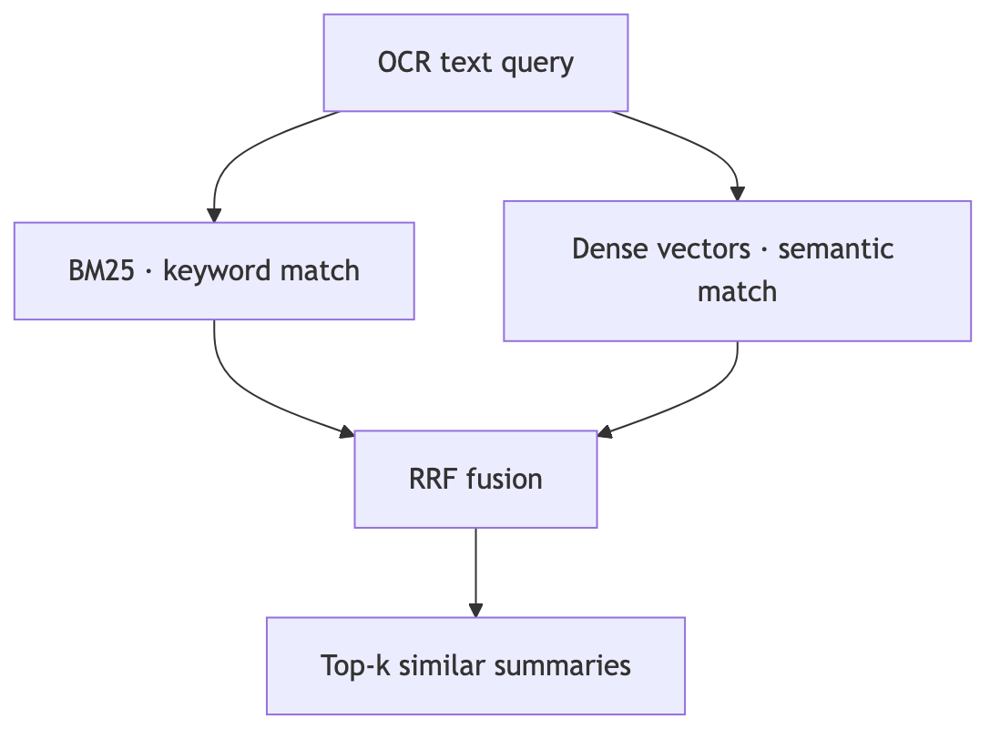 OCR text query
BM25 · keyword match
Dense vectors · semantic
match
RRF fusion
Top-k similar summaries